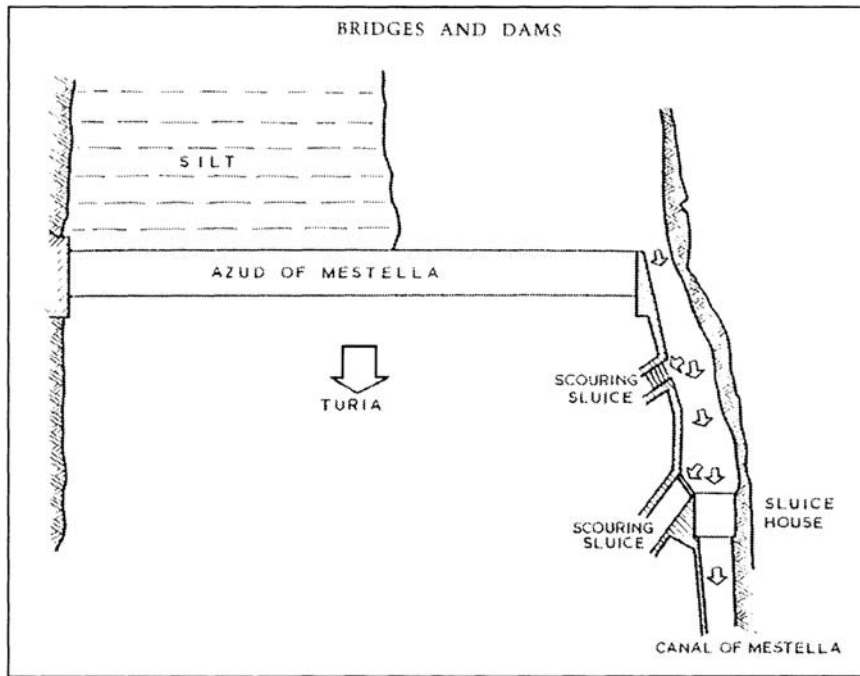 BRIDGES AND DAMS
SILT
AZUD OF MESTELLA
TURIA
SCOURING
SLUICE
SLUICE
HOUSE
SCOURING
SLUICE
CANAL OF MESTELLA